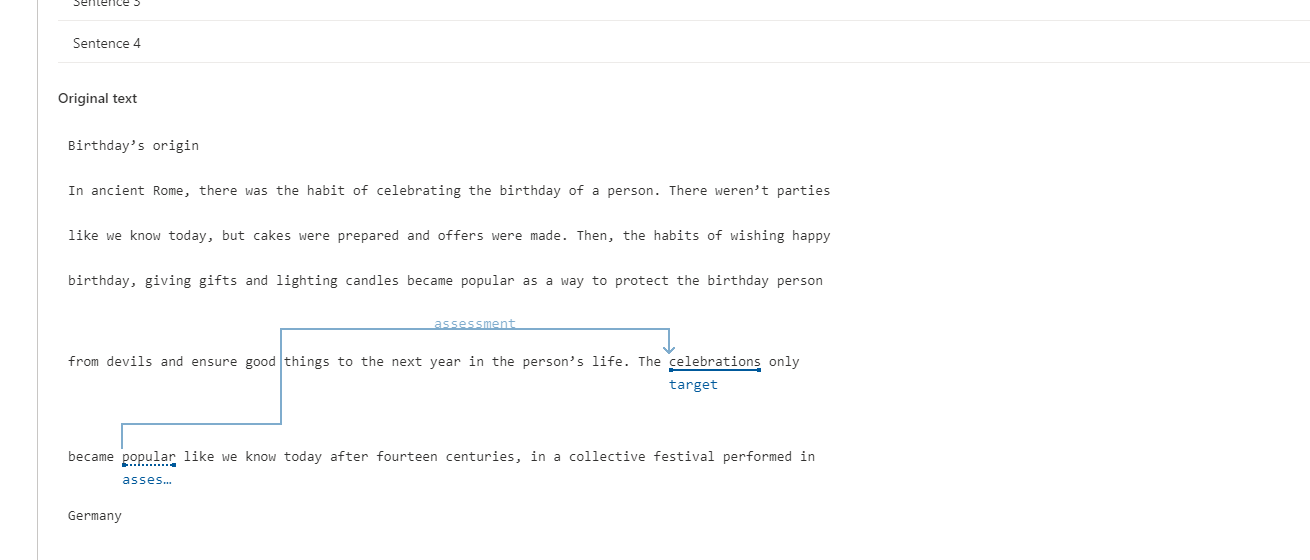 Sentence 3
Sentence 4
Original text
Birthday’s origin
In ancient Rome, there was the habit of celebrating the birthday of a person. There weren’t parties
like we know today, but cakes were prepared and offers were made. Then, the habits of wishing happy
birthday, giving gifts and lighting candles became popular as a way to protect the birthday person
assessment
from devils and ensure good things to the next year in the person’s life. The celebrations only
target
became popular like we know today after fourteen centuries, in a collective festival performed in
asses…
Germany